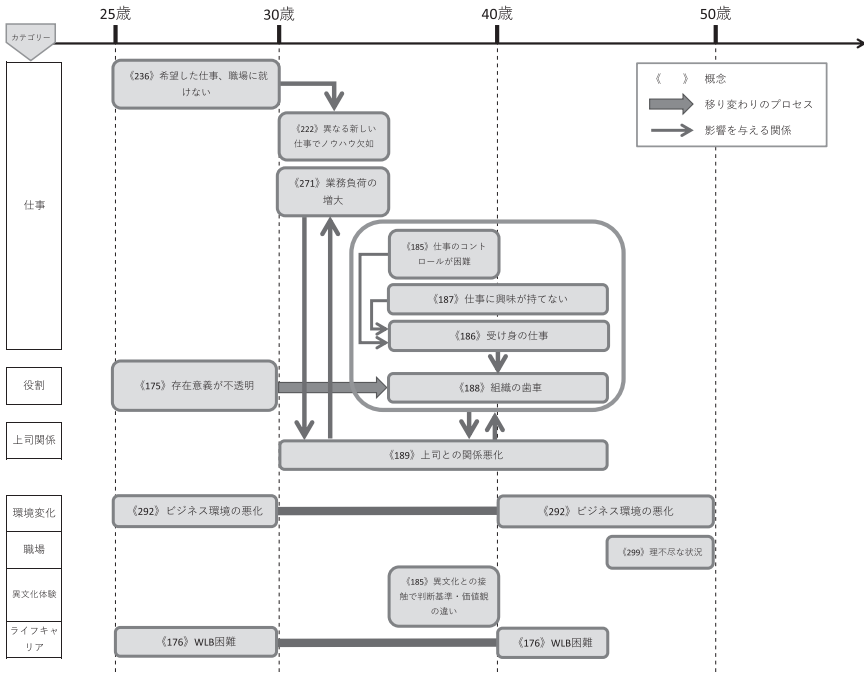 25歳
30歳
40歳
50歳
カテゴリー
《236》希望した仕事、職場に就
けない
《　》 概念
移り変わりのプロセス
影響を与える関係
《222》異なる新しい
仕事でノウハウ欠如
《271》業務負荷の
増大
仕事
《185》仕事のコント
ロールが困難
《187》仕事に興味が持てない
《186》受け身の仕事
役割
《175》存在意義が不透明
《188》組織の歯車
上司関係
《189》上司との関係悪化
環境変化
《292》ビジネス環境の悪化
《292》ビジネス環境の悪化
職場
《299》理不尽な状況
異文化体験
《185》異文化との接
触で判断基準・価値観
の違い
ライフキャ
リア
《176》WLB困難
《176》WLB困難